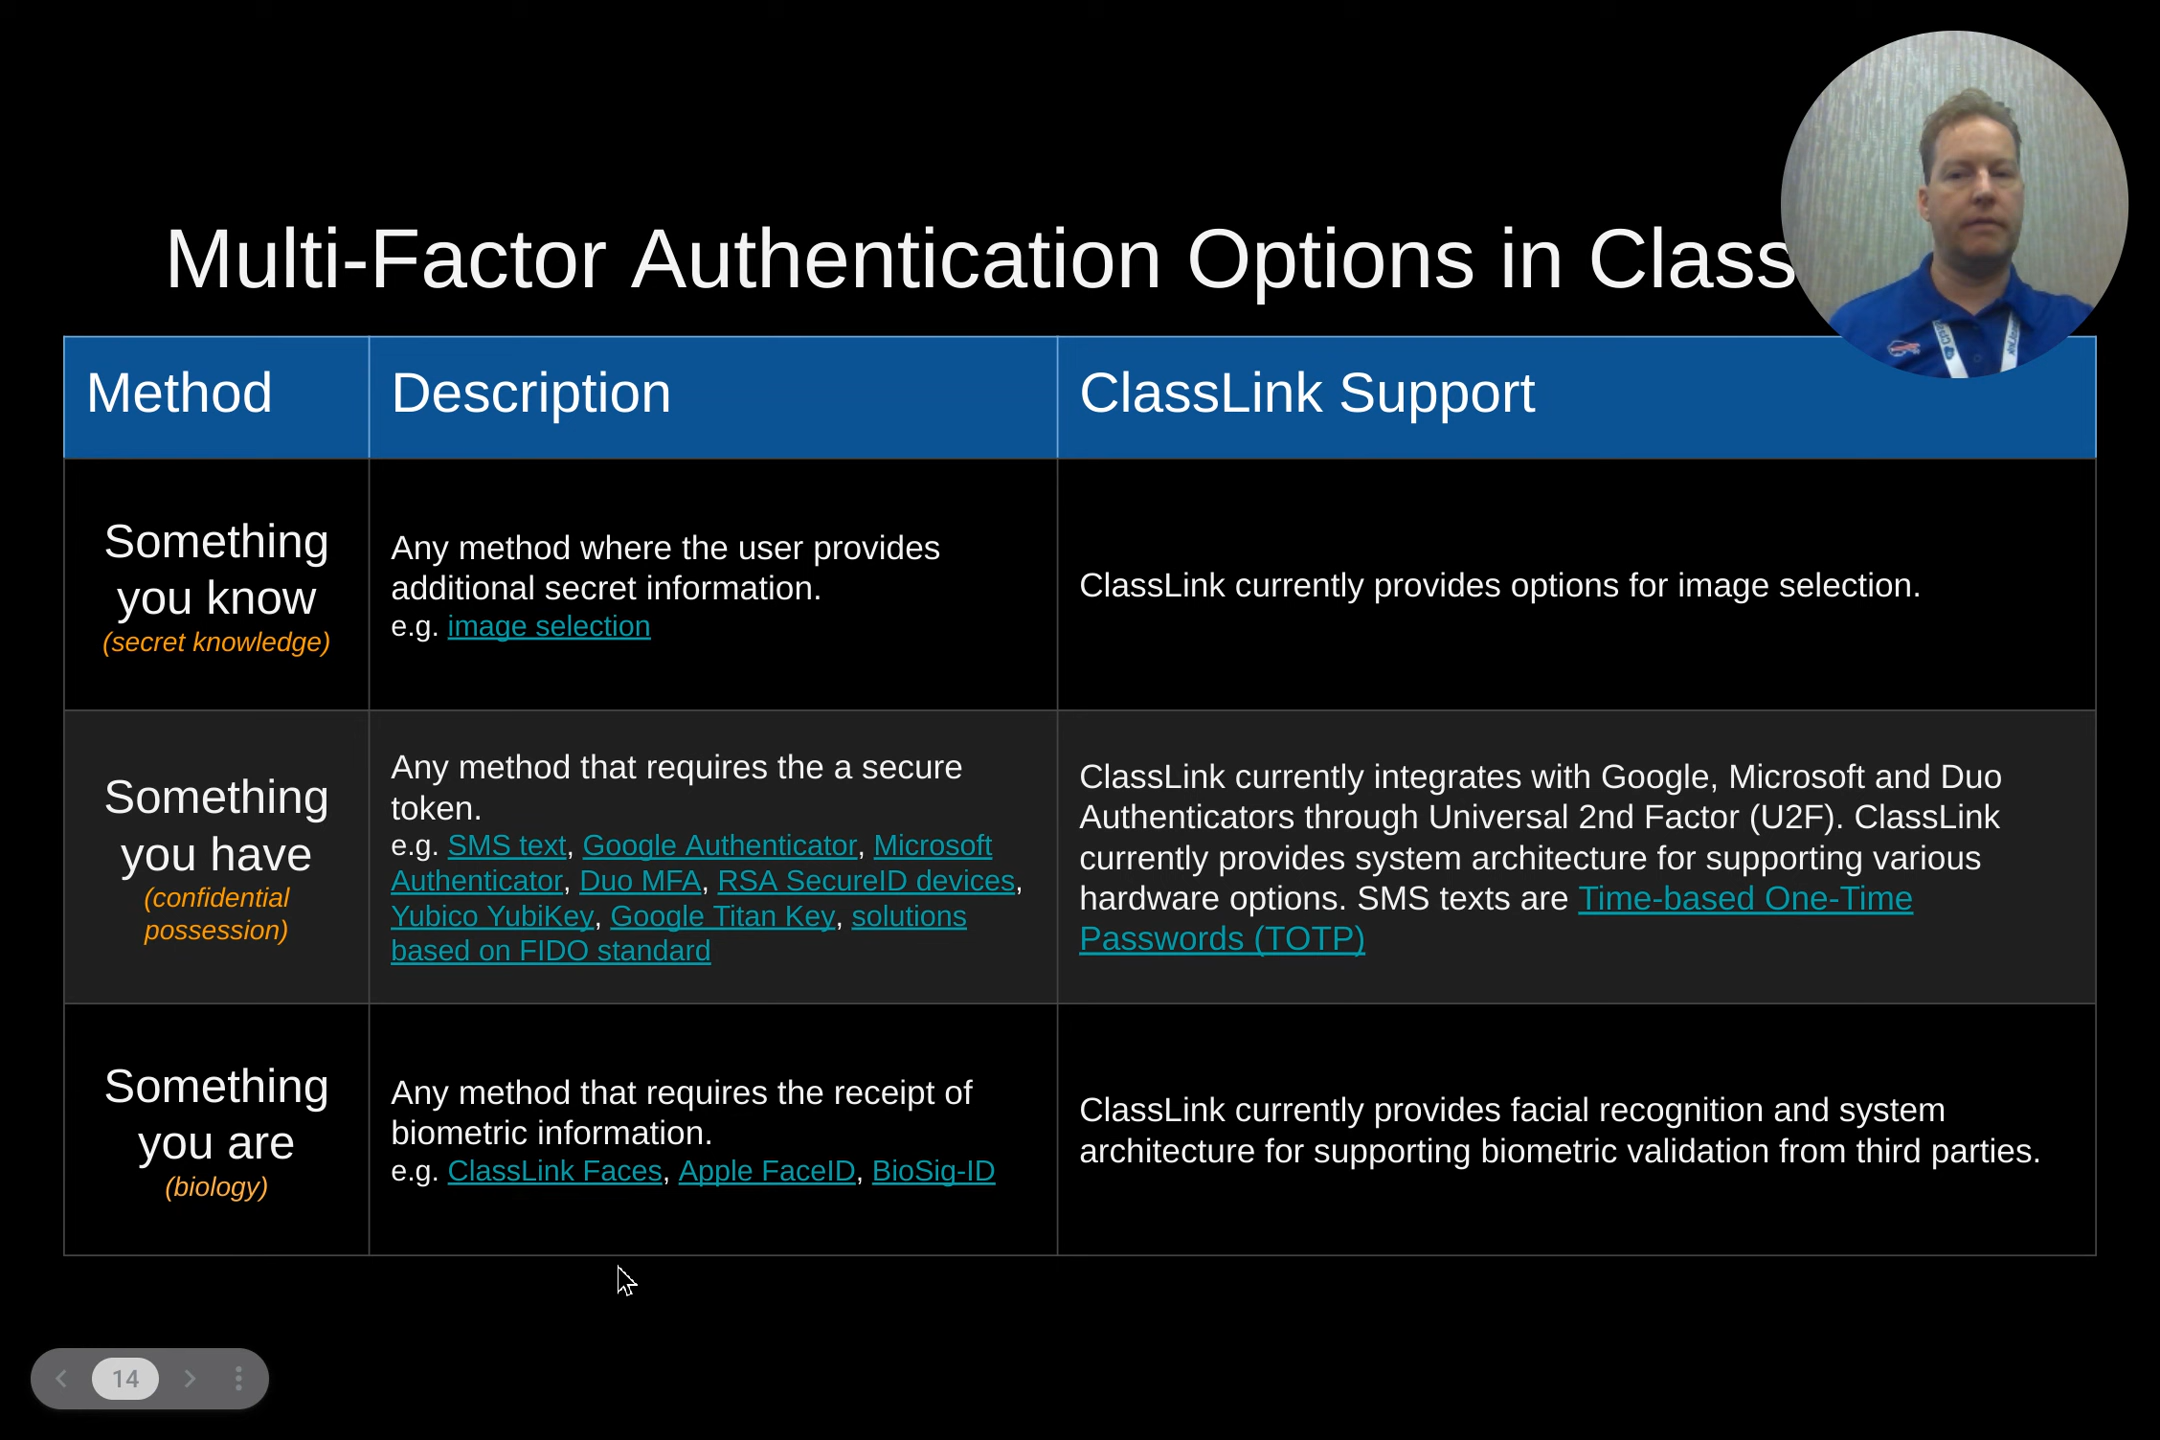 Multi-Factor Authentication Options in Class
Method
Description
ClassLink Support
Something
you know
(secret knowledge)
Any method where the user provides
additional secret information.
e.g. image selection
ClassLink currently provides options for image selection.
Something
you have
(confidential
possession)
Any method that requires the a secure
token.
e.g. SMS text, Google Authenticator, Microsoft
Authenticator, Duo MFA, RSA SecureID devices,
Yubico YubiKey, Google Titan Key, solutions
based on FIDO standard
ClassLink currently integrates with Google, Microsoft and Duo
Authenticators through Universal 2nd Factor (U2F). ClassLink
currently provides system architecture for supporting various
hardware options. SMS texts are Time-based One-Time
Passwords (TOTP)
Something
you are
(biology)
Any method that requires the receipt of
biometric information.
e.g. ClassLink Faces, Apple FaceID, BioSig-ID
ClassLink currently provides facial recognition and system
architecture for supporting biometric validation from third parties.
14